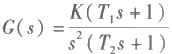 G(s) = K(T₁s + 1) / s²(T₂s + 1)